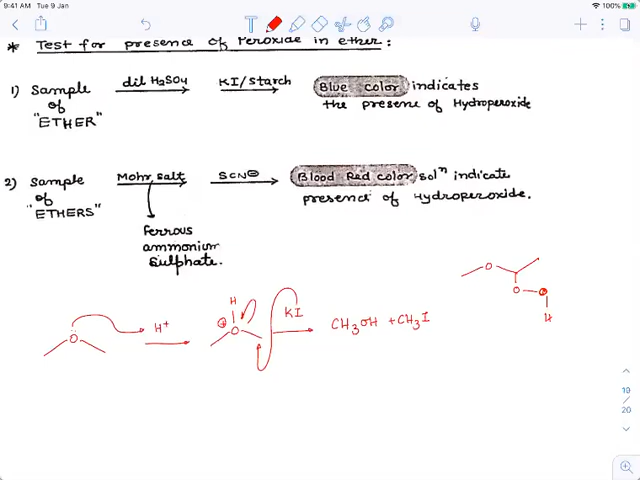 9:41 AM Tue 9 Jan
100%
* Test for presence of Peroxide in ether :
1) Sample of "ETHER" dil H₂SO₄ KI/Starch Blue color indicates the presence of Hydroperoxide
2) Sample of "ETHERS" Mohr salt SCN⊖ Blood Red color solⁿ indicate presence of Hydroperoxide.
ferrous
ammonium
sulphate.
O
O O
H
O H⁺ H ⊕ O KI CH₃OH + CH₃I
19
/
20